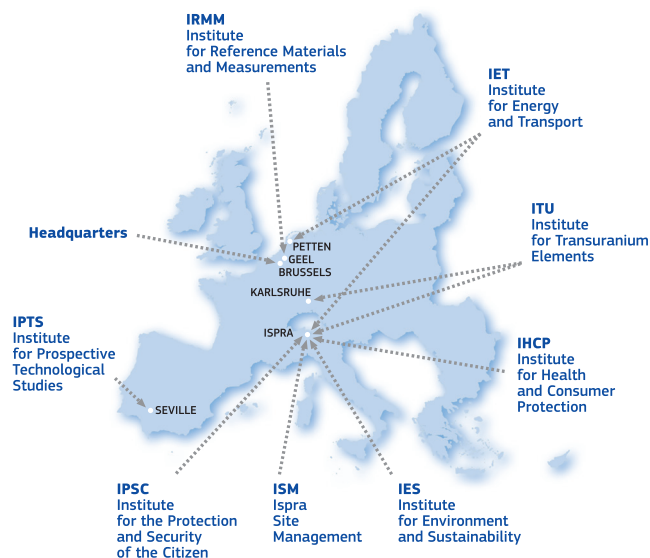 IRMM
Institute
for Reference Materials
and Measurements
IET
Institute
for Energy
and Transport
ITU
Institute
for Transuranium
Elements
Headquarters
PETTEN
GEEL
BRUSSELS
KARLSRUHE
ISPRA
IPTS
Institute
for Prospective
Technological
Studies
IHCP
Institute
for Health
and Consumer
Protection
SEVILLE
IPSC
Institute
for the Protection
and Security
of the Citizen
ISM
Ispra
Site
Management
IES
Institute
for Environment
and Sustainability